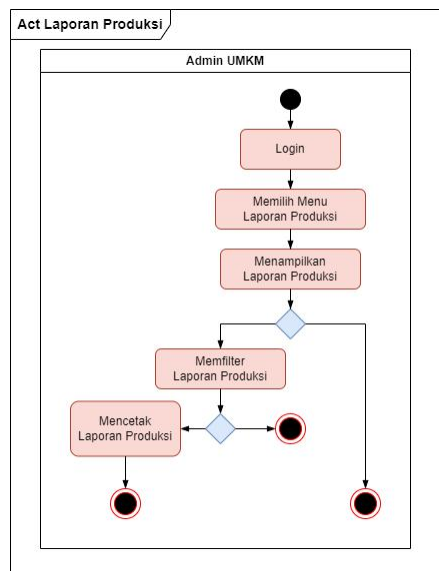 Act Laporan Produksi
Admin UMKM
Login
Memilih Menu
Laporan Produksi
Menampilkan
Laporan Produksi
Memfilter
Laporan Produksi
Mencetak
Laporan Produksi